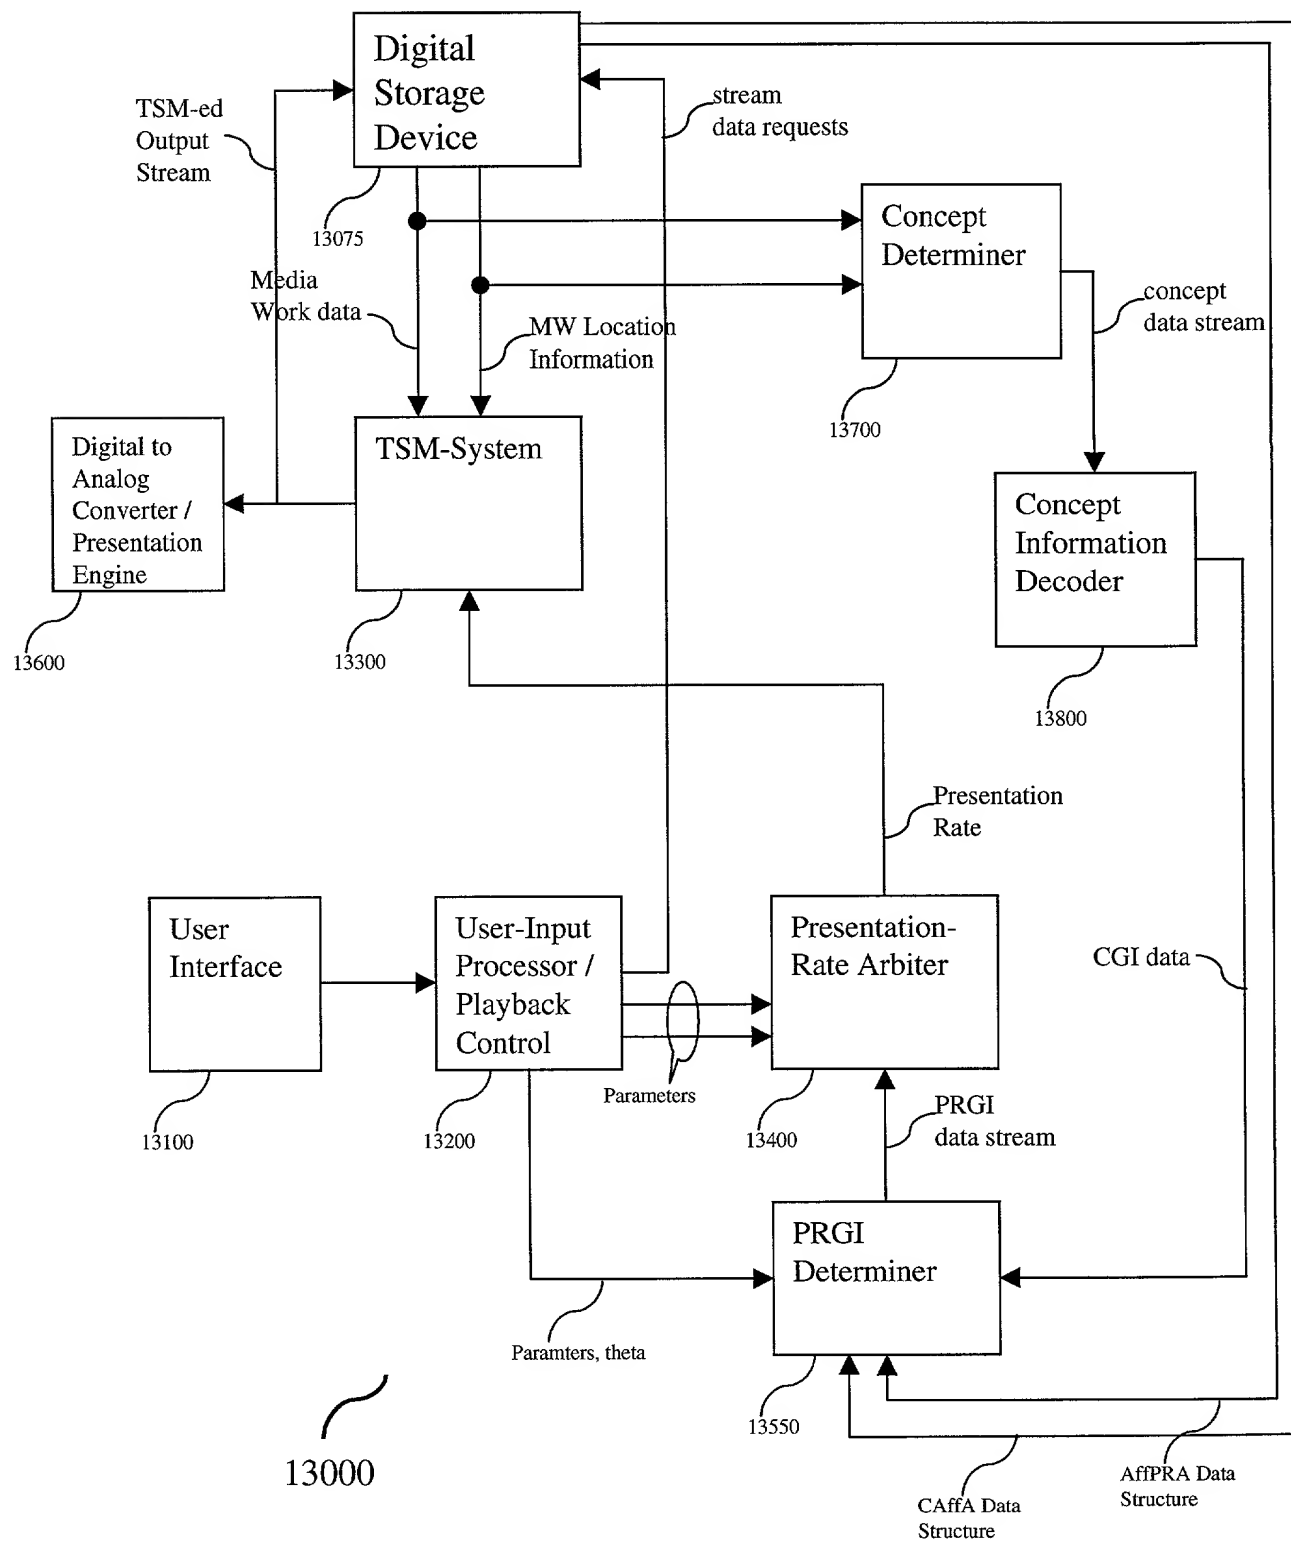 Digital
Storage
Device
TSM-ed
Output
Stream
stream
data requests
13075
Concept
Determiner
Media
Work data
MW Location
Information
concept
data stream
13700
Digital to
Analog
Converter /
Presentation
Engine
TSM-System
Concept
Information
Decoder
13600
13300
13800
Presentation
Rate
User
Interface
User-Input
Processor /
Playback
Control
Presentation-
Rate Arbiter
CGI data
Parameters
13100
13200
13400
PRGI
data stream
PRGI
Determiner
Paramters, theta
13550
13000
AffPRA Data
Structure
CAffA Data
Structure